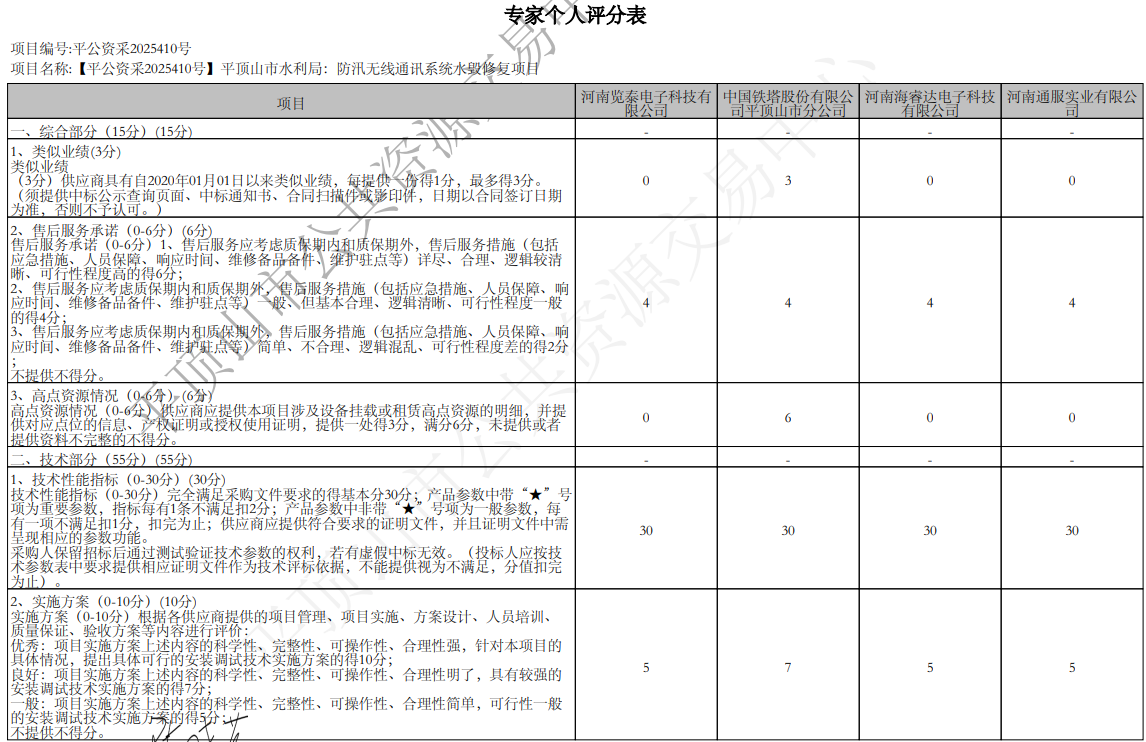 专家个人评分表
项目编号:平公资采2025410号
项目名称:【平公资采2025410号】平顶山市水利局：防汛无线通讯系统水毁修复项目
项目 河南览泰电子科技有限公司 中国铁塔股份有限公司平顶山市分公司 河南海睿达电子科技有限公司 河南通服实业有限公司
一、综合部分（15分）(15分) - - - -
1、类似业绩(3分)
类似业绩
（3分）供应商具有自2020年01月01日以来类似业绩，每提供一份得1分，最多得3分。
（须提供中标公示查询页面、中标通知书、合同扫描件或影印件，日期以合同签订日期
为准，否则不予认可。）
0 3 0 0
2、售后服务承诺（0-6分）(6分)
售后服务承诺（0-6分）1、售后服务应考虑质保期内和质保期外，售后服务措施（包括
应急措施、人员保障、响应时间、维修备品备件、维护驻点等）详尽、合理、逻辑较清
晰、可行性程度高的得6分；
2、售后服务应考虑质保期内和质保期外，售后服务措施（包括应急措施、人员保障、响
应时间、维修备品备件、维护驻点等）一般、但基本合理、逻辑清晰、可行性程度一般
的得4分；
3、售后服务应考虑质保期内和质保期外，售后服务措施（包括应急措施、人员保障、响
应时间、维修备品备件、维护驻点等）简单、不合理、逻辑混乱、可行性程度差的得2分
；
不提供不得分。
4 4 4 4
3、高点资源情况（0-6分）(6分)
高点资源情况（0-6分）供应商应提供本项目涉及设备挂载或租赁高点资源的明细，并提
供对应点位的信息、产权证明或授权使用证明，提供一处得3分，满分6分，未提供或者
提供资料不完整的不得分。
0 6 0 0
二、技术部分（55分）(55分) - - - -
1、技术性能指标（0-30分）(30分)
技术性能指标（0-30分）完全满足采购文件要求的得基本分30分；产品参数中带“★”号
项为重要参数，指标每有1条不满足扣2分；产品参数中非带“★”号项为一般参数，每
有一项不满足扣1分，扣完为止；供应商应提供符合要求的证明文件，并且证明文件中需
呈现相应的参数功能。
采购人保留招标后通过测试验证技术参数的权利，若有虚假中标无效。（投标人应按技
术参数表中要求提供相应证明文件作为技术评标依据，不能提供视为不满足，分值扣完
为止）。
30 30 30 30
2、实施方案（0-10分）(10分)
实施方案（0-10分）根据各供应商提供的项目管理、项目实施、方案设计、人员培训、
质量保证、验收方案等内容进行评价：
优秀：项目实施方案上述内容的科学性、完整性、可操作性、合理性强，针对本项目的
具体情况，提出具体可行的安装调试技术实施方案的得10分；
良好：项目实施方案上述内容的科学性、完整性、可操作性、合理性明了，具有较强的
安装调试技术实施方案的得7分；
一般：项目实施方案上述内容的科学性、完整性、可操作性、合理性简单，可行性一般
的安装调试技术实施方案的得5分；
不提供不得分。
5 7 5 5
平顶山市公共资源交易中心
平顶山市公共资源交易中心